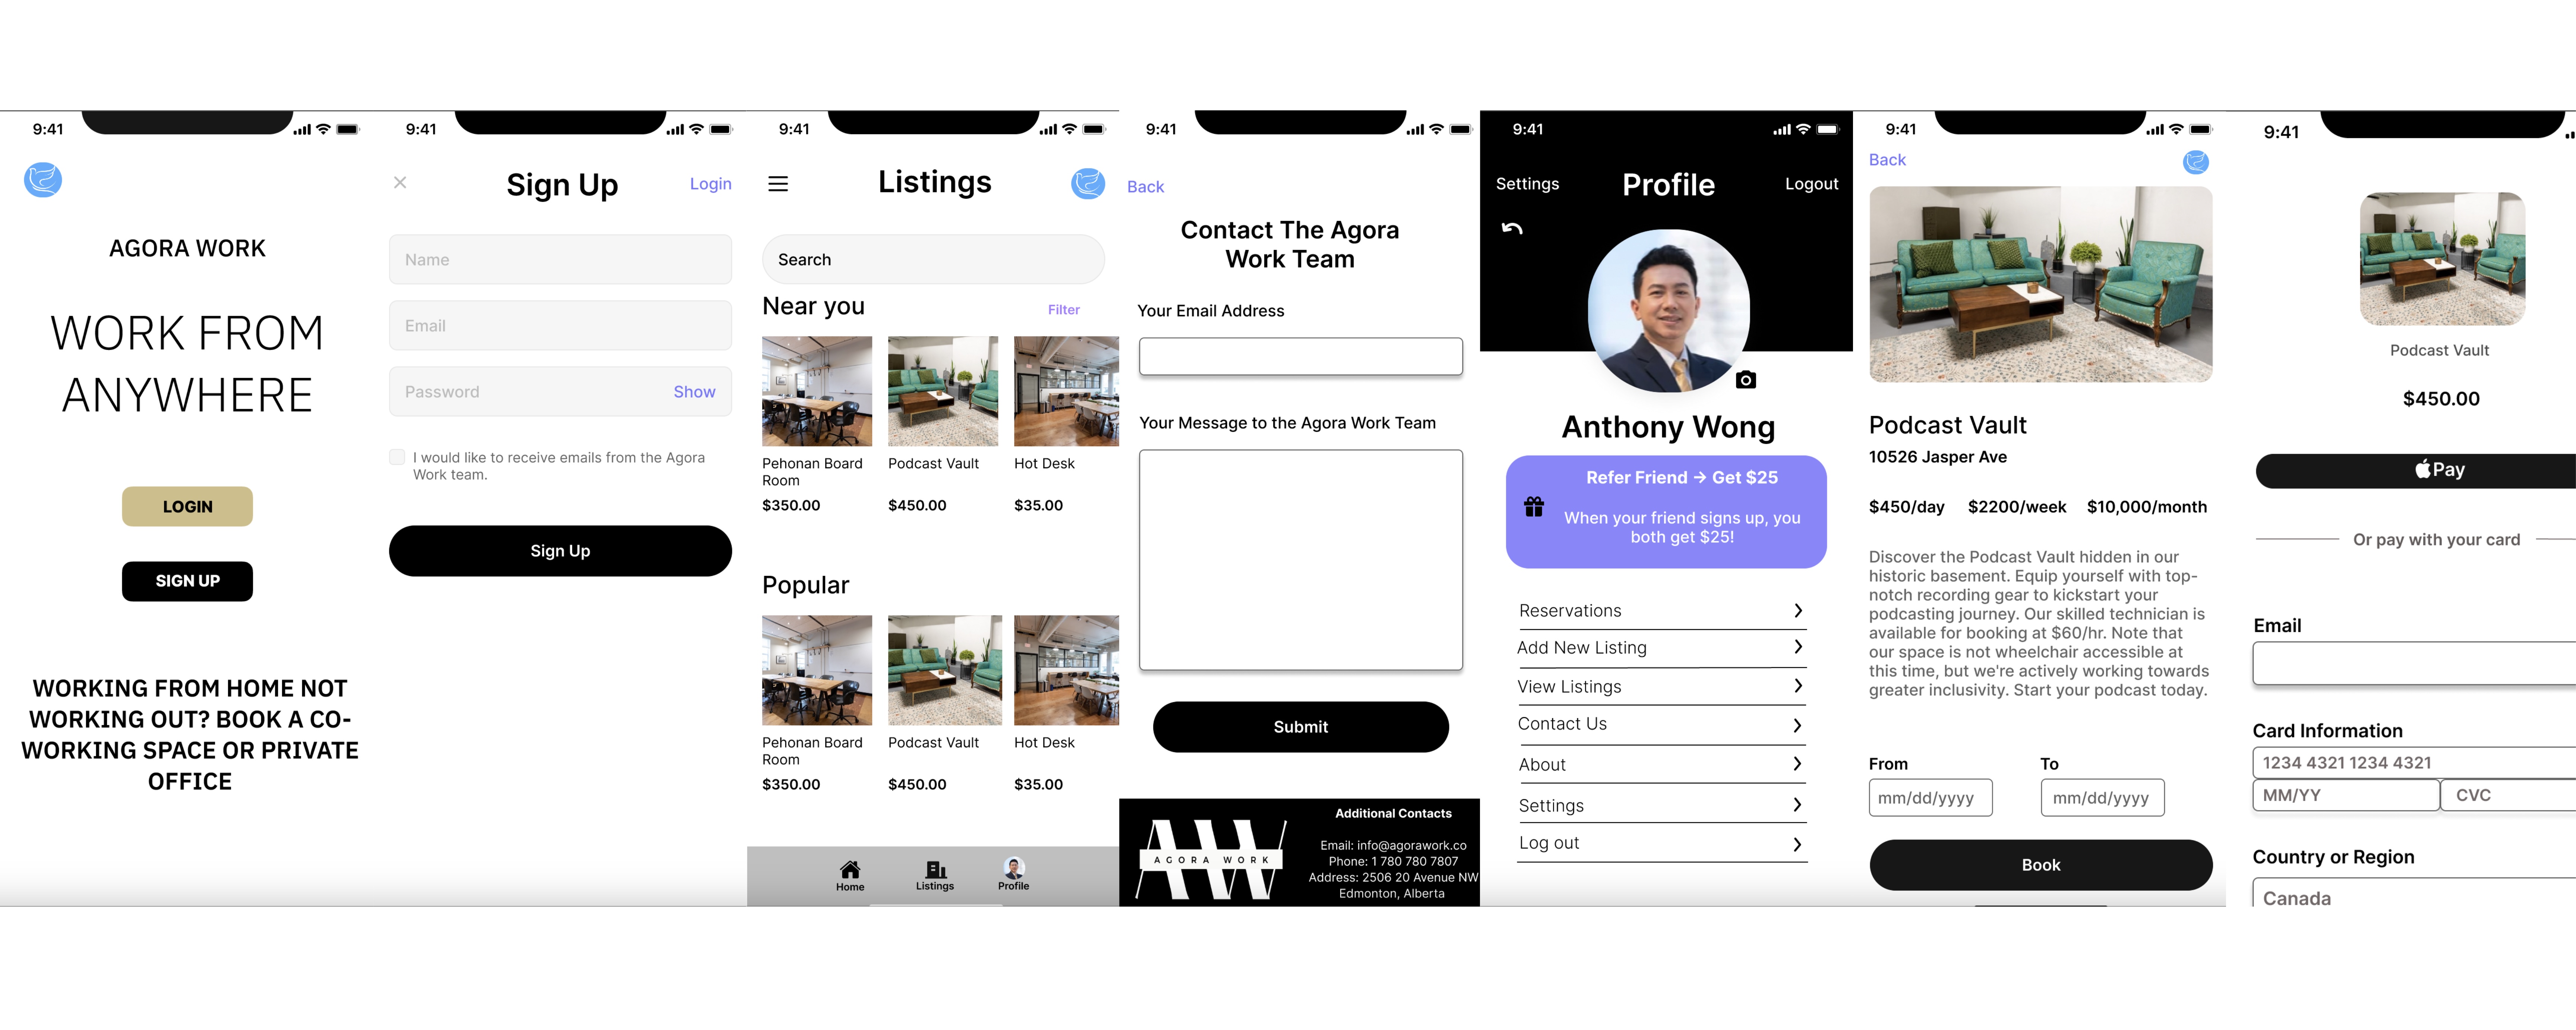 9:41
AGORA WORK
WORK FROM
ANYWHERE
LOGIN
SIGN UP
WORKING FROM HOME NOT
WORKING OUT? BOOK A CO-
WORKING SPACE OR PRIVATE
OFFICE
9:41
Sign Up
Login
Name
Email
Password
Show
I would like to receive emails from the Agora
Work team.
Sign Up
9:41
Listings
Search
Near you
Filter
Pehonan Board
Room
$350.00
Podcast Vault
$450.00
Hot Desk
$35.00
Popular
Pehonan Board
Room
$350.00
Podcast Vault
$450.00
Hot Desk
$35.00
Home
Listings
Profile
9:41
Back
Contact The Agora
Work Team
Your Email Address
Your Message to the Agora Work Team
Submit
AW
AGORA WORK
Additional Contacts
Email: info@agorawork.co
Phone: 1 780 780 7807
Address: 2506 20 Avenue NW
Edmonton, Alberta
9:41
Settings
Profile
Logout
Anthony Wong
Refer Friend → Get $25
When your friend signs up, you
both get $25!
Reservations
Add New Listing
View Listings
Contact Us
About
Settings
Log out
9:41
Back
Podcast Vault
10526 Jasper Ave
$450/day $2200/week $10,000/month
Discover the Podcast Vault hidden in our
historic basement. Equip yourself with top-
notch recording gear to kickstart your
podcasting journey. Our skilled technician is
available for booking at $60/hr. Note that
our space is not wheelchair accessible at
this time, but we're actively working towards
greater inclusivity. Start your podcast today.
From
To
mm/dd/yyyy
mm/dd/yyyy
Book
9:41
Podcast Vault
$450.00
Pay
Or pay with your card
Email
Card Information
1234 4321 1234 4321
MM/YY
CVC
Country or Region
Canada